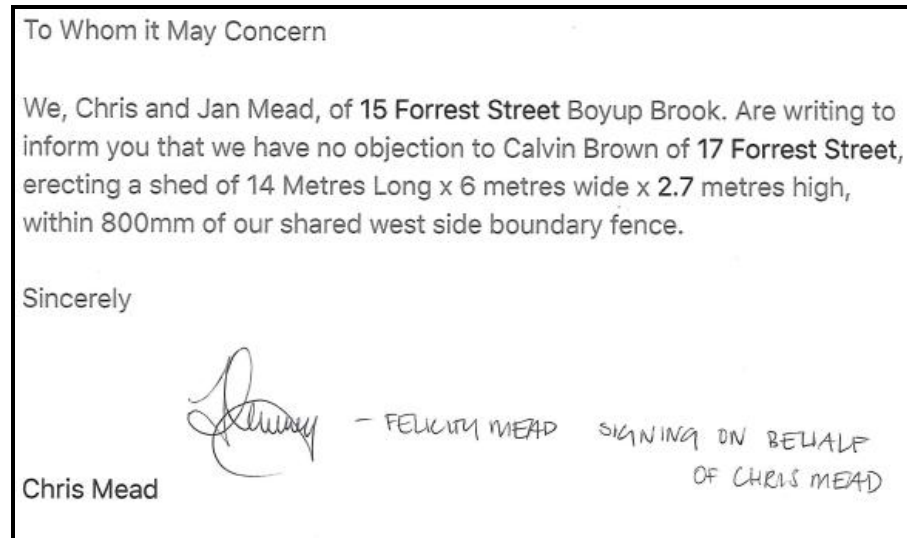 To Whom it May Concern
We, Chris and Jan Mead, of 15 Forrest Street Boyup Brook. Are writing to
inform you that we have no objection to Calvin Brown of 17 Forrest Street,
erecting a shed of 14 Metres Long x 6 metres wide x 2.7 metres high,
within 800mm of our shared west side boundary fence.
Sincerely
- FELICITY MEAD SIGNING ON BEHALF
OF CHRIS MEAD
Chris Mead